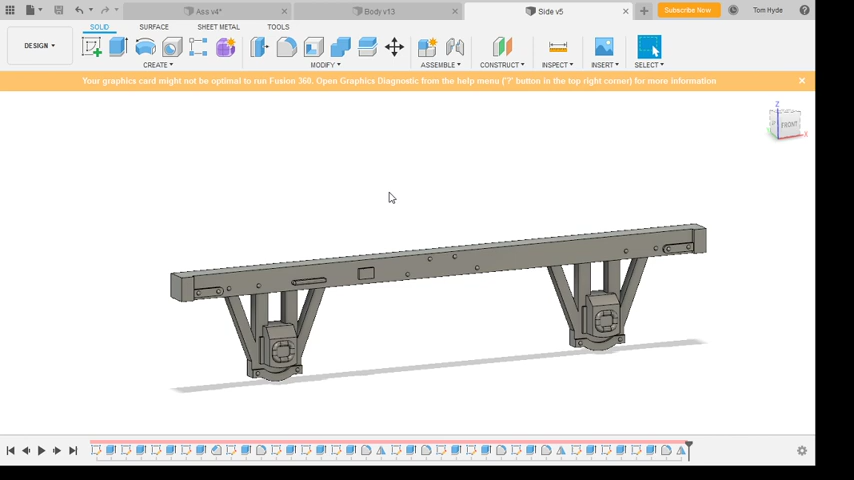 Ass v4*
Body v13
Side v5
Subscribe Now
Tom Hyde
SOLID
SURFACE
SHEET METAL
TOOLS
DESIGN
CREATE
MODIFY
ASSEMBLE
CONSTRUCT
INSPECT
INSERT
SELECT
Your graphics card might not be optimal to run Fusion 360. Open Graphics Diagnostic from the help menu ('?' button in the top right corner) for more information
Z
FRONT
X